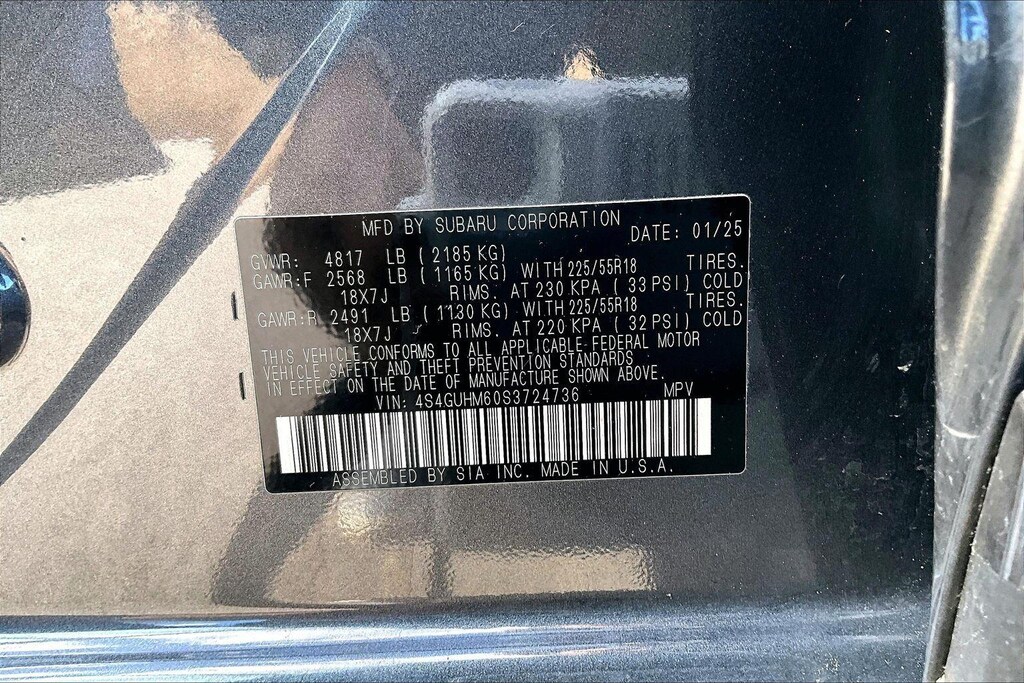 MFD BY SUBARU CORPORATION DATE: 01/25
GVWR: 4817 LB (2185 KG)
GAWR:F 2568 LB (1165 KG) WITH 225/55R18 TIRES.
18X7J RIMS. AT 230 KPA (33 PSI) COLD
GAWR:R 2491 LB (1130 KG) WITH 225/55R18 TIRES.
18X7J RIMS. AT 220 KPA (32 PSI) COLD
THIS VEHICLE CONFORMS TO ALL APPLICABLE FEDERAL MOTOR
VEHICLE SAFETY AND THEFT PREVENTION STANDARDS
IN EFFECT ON THE DATE OF MANUFACTURE SHOWN ABOVE.
VIN: 4S4GUHM60S3724736 MPV
ASSEMBLED BY SIA INC. MADE IN U.S.A.